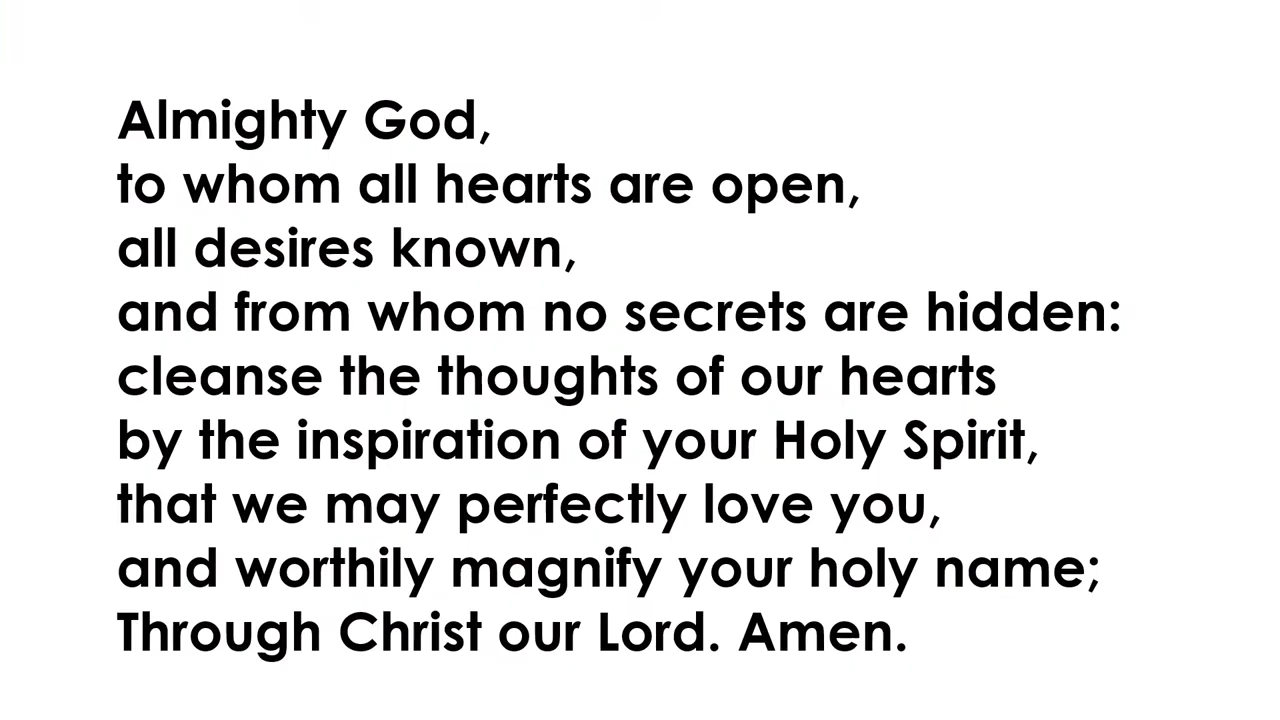 Almighty God,
to whom all hearts are open,
all desires known,
and from whom no secrets are hidden:
cleanse the thoughts of our hearts
by the inspiration of your Holy Spirit,
that we may perfectly love you,
and worthily magnify your holy name;
Through Christ our Lord. Amen.